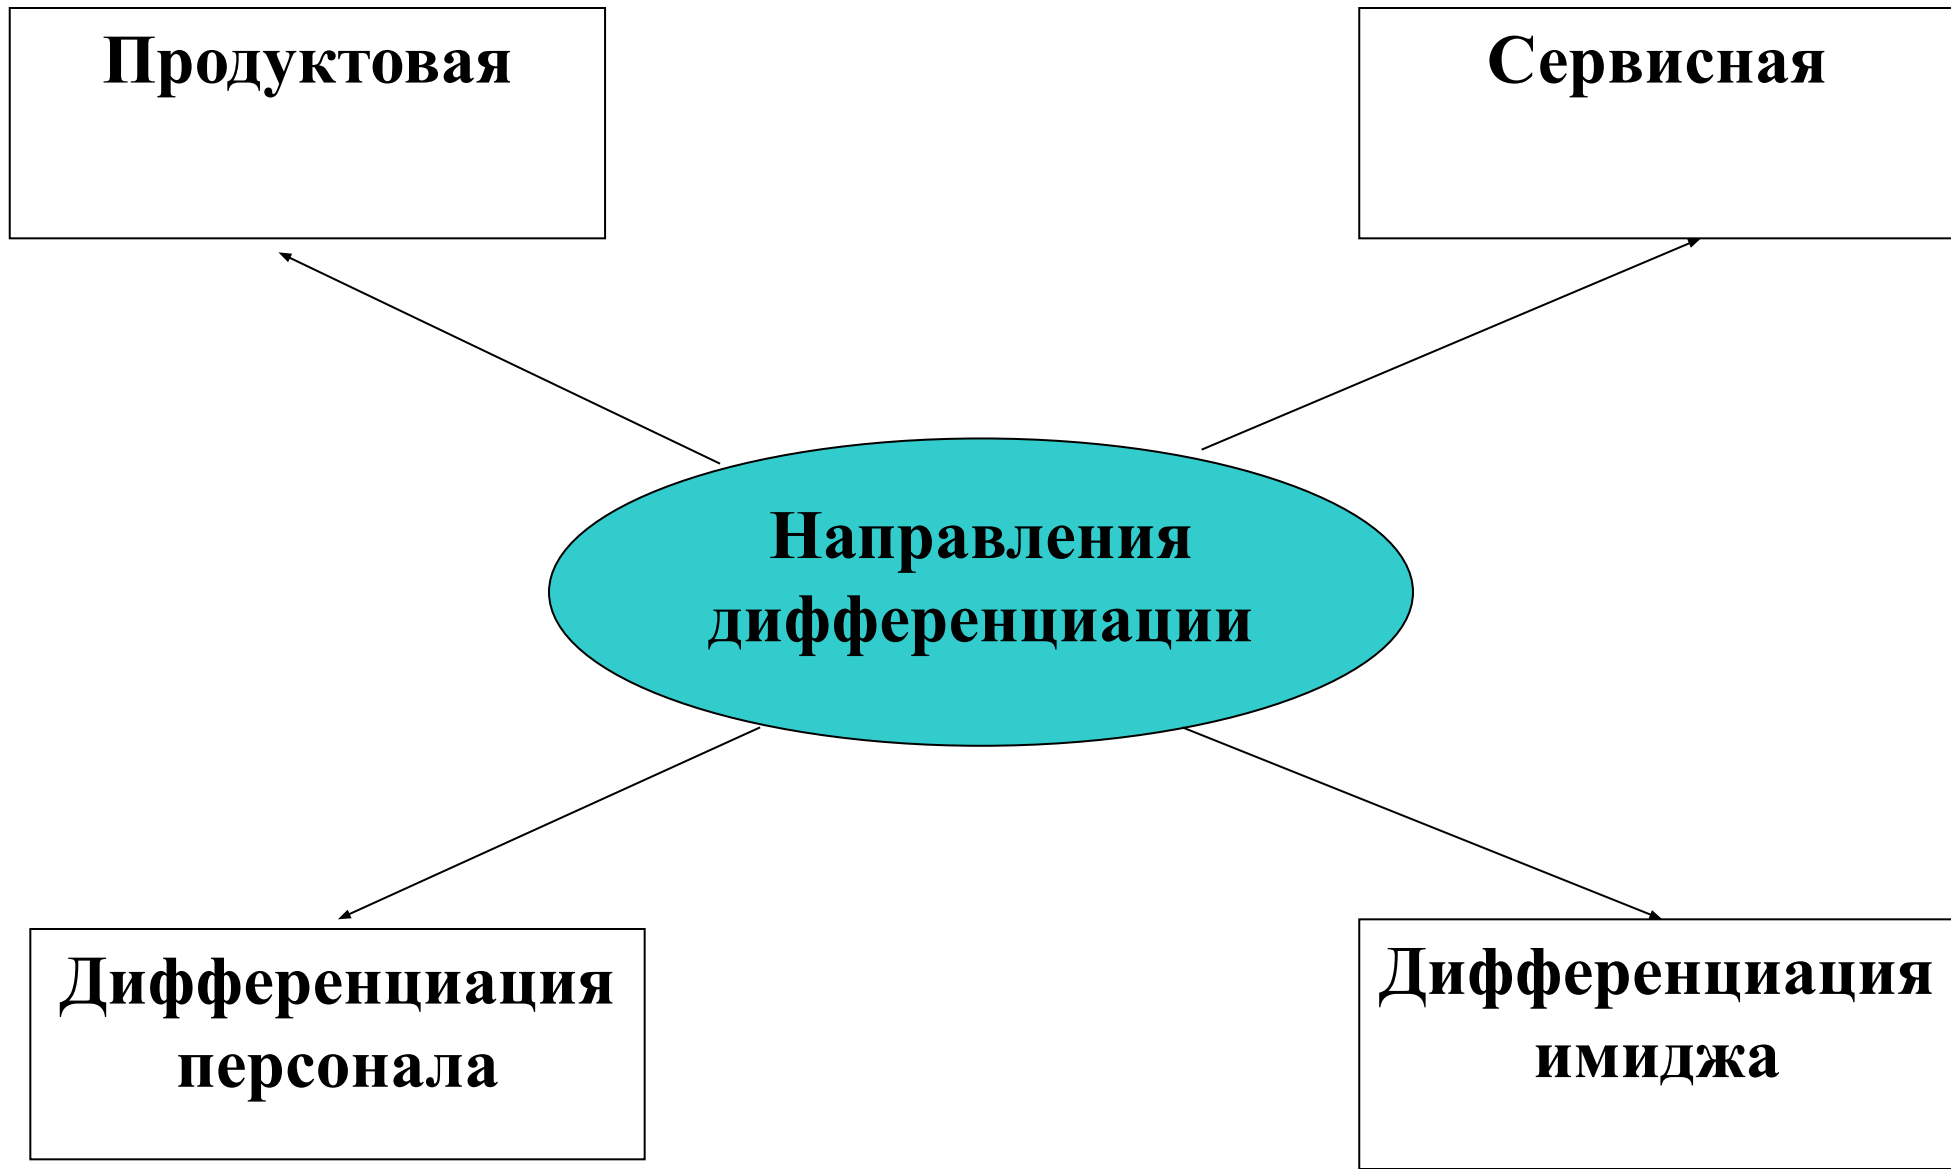 Продуктовая
Сервисная
Направления
дифференциации
Дифференциация
персонала
Дифференциация
имиджа